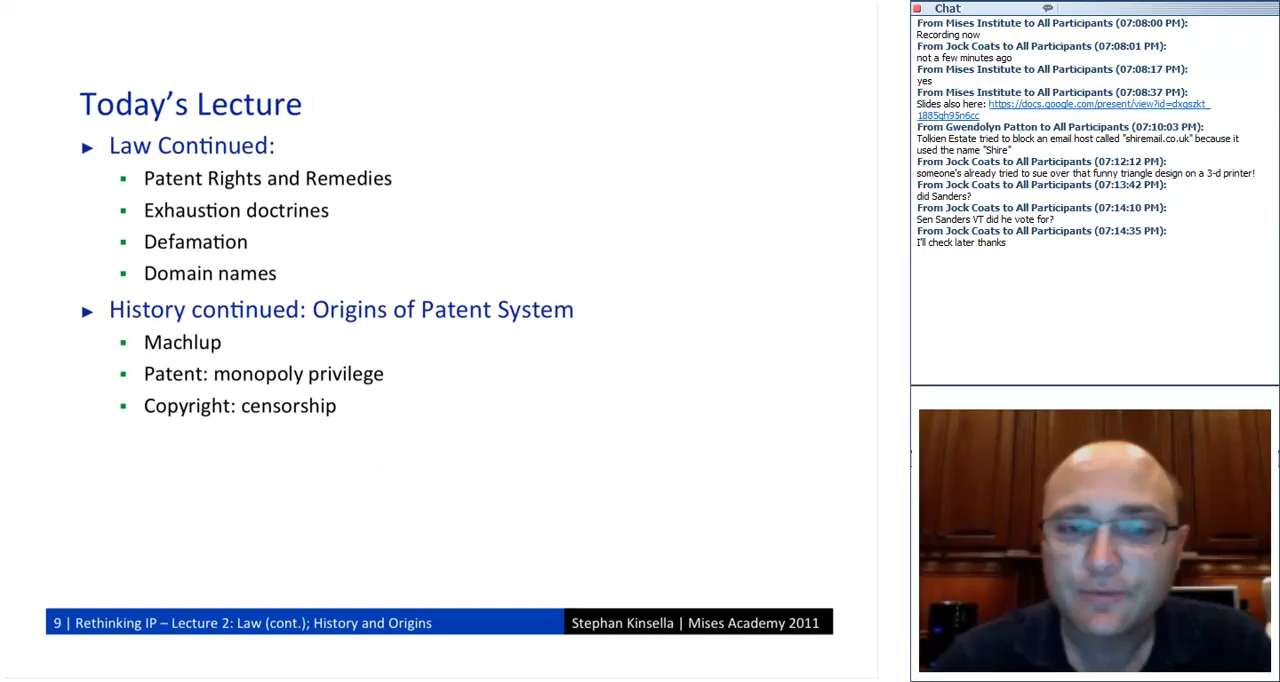 Today's Lecture
► Law Continued:
▪ Patent Rights and Remedies
▪ Exhaustion doctrines
▪ Defamation
▪ Domain names
► History continued: Origins of Patent System
▪ Machlup
▪ Patent: monopoly privilege
▪ Copyright: censorship
9 | Rethinking IP – Lecture 2: Law (cont.); History and Origins
Stephan Kinsella | Mises Academy 2011
Chat
From Mises Institute to All Participants (07:08:00 PM):
Recording now
From Jock Coats to All Participants (07:08:01 PM):
not a few minutes ago
From Mises Institute to All Participants (07:08:17 PM):
yes
From Mises Institute to All Participants (07:08:37 PM):
Slides also here: https://docs.google.com/present/view?id=dxgszkt_
1885gh95n6cc
From Gwendolyn Patton to All Participants (07:10:03 PM):
Tolkien Estate tried to block an email host called "shiremail.co.uk" because it
used the name "Shire"
From Jock Coats to All Participants (07:12:12 PM):
someone's already tried to sue over that funny triangle design on a 3-d printer!
From Jock Coats to All Participants (07:13:42 PM):
did Sanders?
From Jock Coats to All Participants (07:14:10 PM):
Sen Sanders VT did he vote for?
From Jock Coats to All Participants (07:14:35 PM):
I'll check later thanks